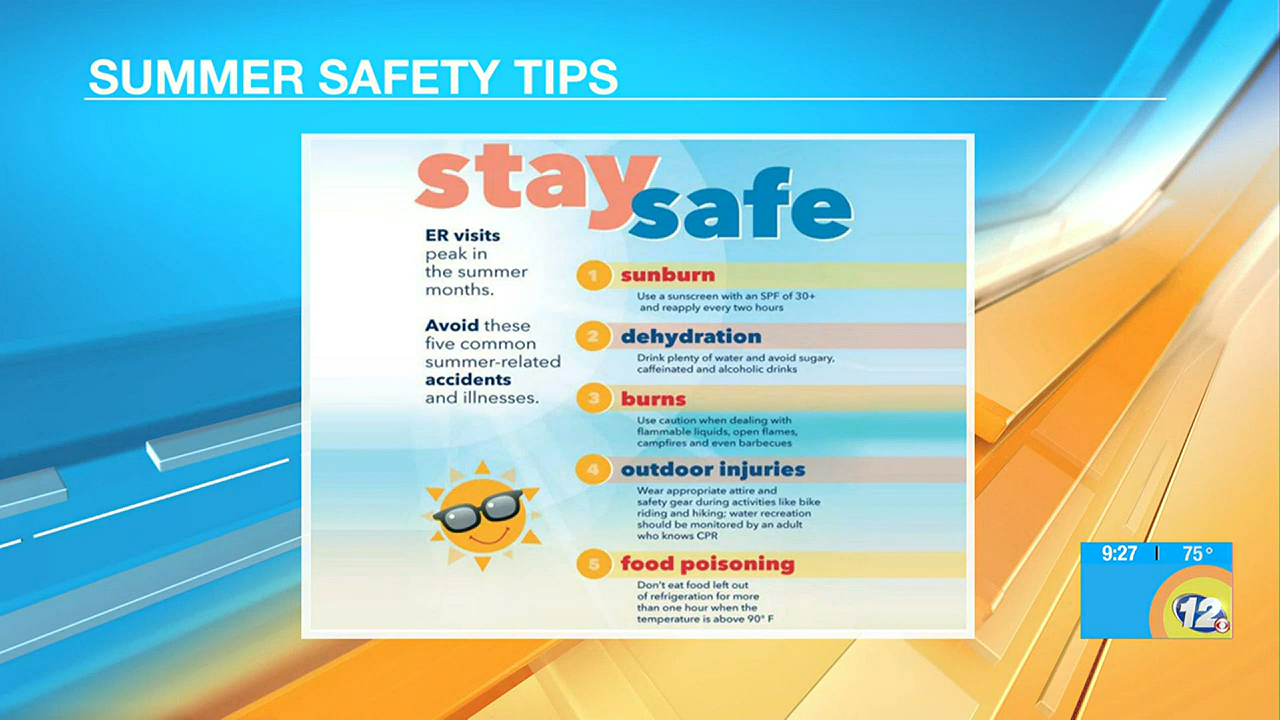 SUMMER SAFETY TIPS
stay
safe
ER visits
peak in
the summer
months.
Avoid these
five common
summer-related
accidents
and illnesses.
1 sunburn
Use a sunscreen with an SPF of 30+
and reapply every two hours
2 dehydration
Drink plenty of water and avoid sugary,
caffeinated and alcoholic drinks
3 burns
Use caution when dealing with
flammable liquids, open flames,
campfires and even barbecues
4 outdoor injuries
Wear appropriate attire and
safety gear during activities like bike
riding and hiking; water recreation
should be monitored by an adult
who knows CPR
5 food poisoning
Don't eat food left out
of refrigeration for more
than one hour when the
temperature is above 90° F
9:27 | 75°
12